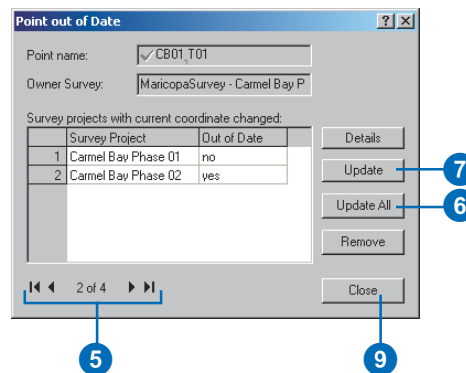 Point out of Date ? ×
Point name: CB01_T01
Owner Survey: MaricopaSurvey - Carmel Bay P
Survey projects with current coordinate changed:
Survey Project Out of Date
1 Carmel Bay Phase 01 no
2 Carmel Bay Phase 02 yes
Details
Update 7
Update All 6
Remove
2 of 4
Close
5 9